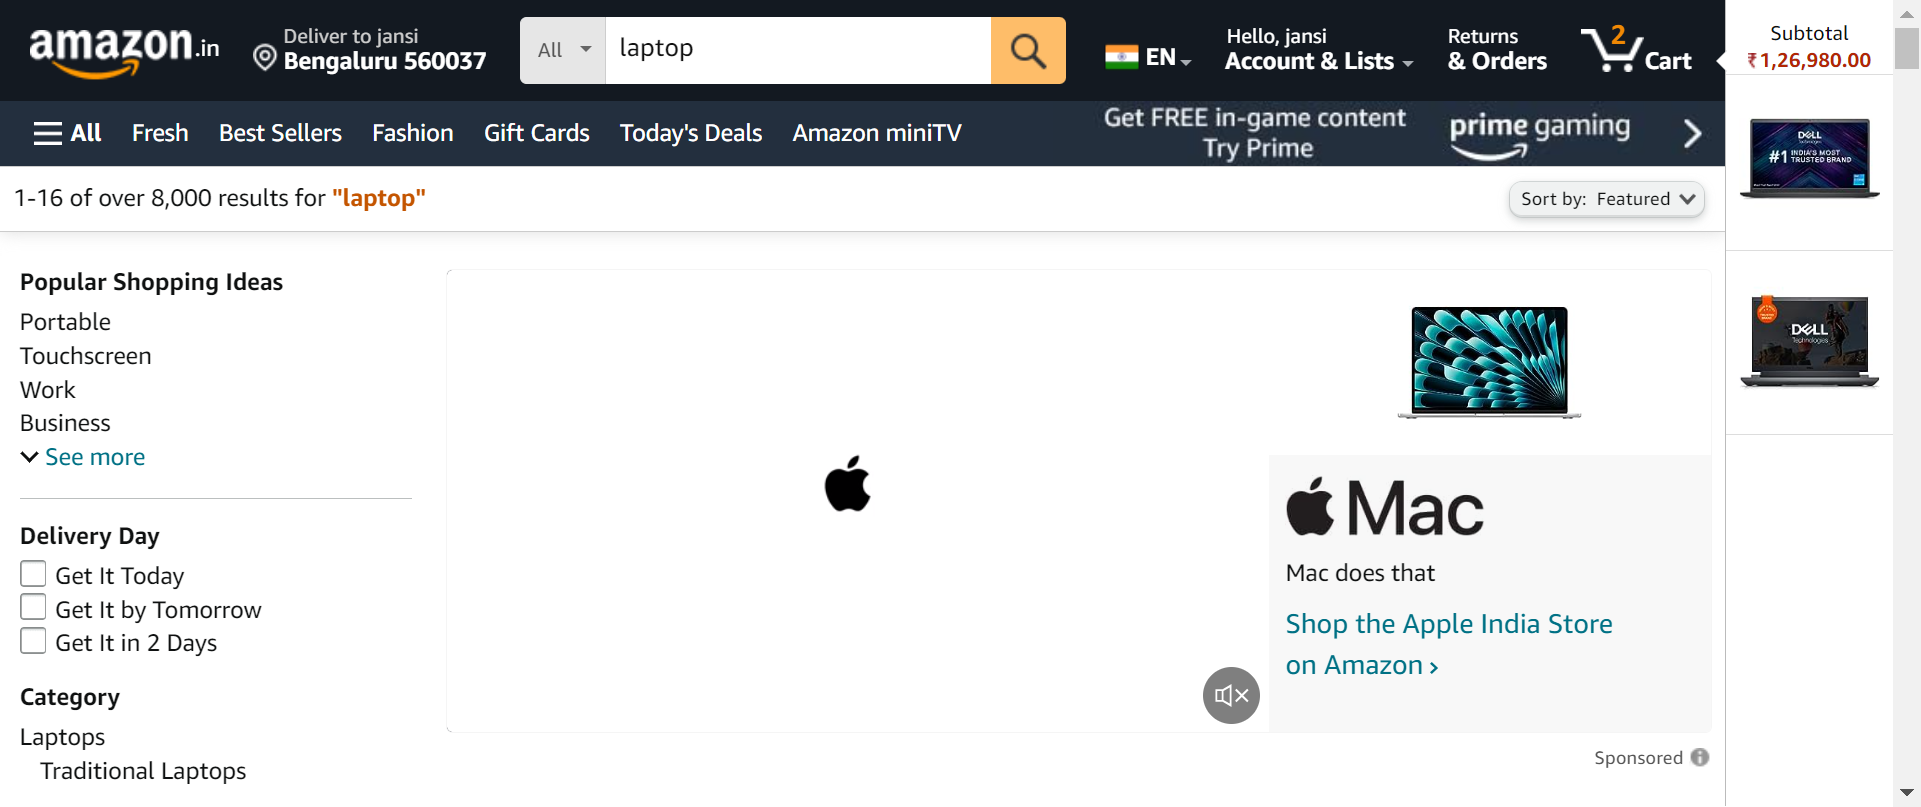 amazon.in
Deliver to jansi
Bengaluru 560037
All
laptop
EN
Hello, jansi
Account & Lists
Returns
& Orders
2
Cart
Subtotal
₹1,26,980.00
All
Fresh
Best Sellers
Fashion
Gift Cards
Today's Deals
Amazon miniTV
Get FREE in-game content
Try Prime
prime gaming
1-16 of over 8,000 results for "laptop"
Sort by: Featured
DELL
Technologies
#1 INDIA'S MOST
TRUSTED BRAND
DELL
Technologies
Popular Shopping Ideas
Portable
Touchscreen
Work
Business
See more
Delivery Day
Get It Today
Get It by Tomorrow
Get It in 2 Days
Category
Laptops
Traditional Laptops
Mac
Mac does that
Shop the Apple India Store
on Amazon ›
Sponsored